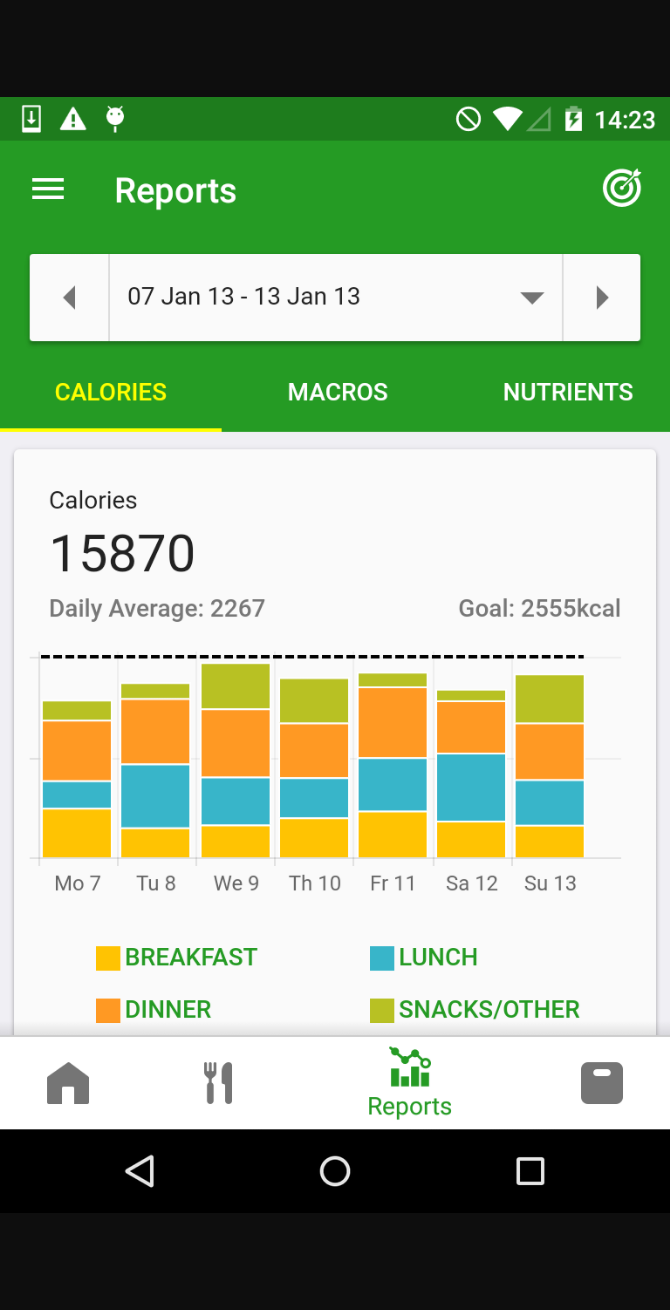 14:23
Reports
07 Jan 13 - 13 Jan 13
CALORIES MACROS NUTRIENTS
Calories
15870
Daily Average: 2267 Goal: 2555kcal
Mo 7 Tu 8 We 9 Th 10 Fr 11 Sa 12 Su 13
BREAKFAST LUNCH
DINNER SNACKS/OTHER
Reports